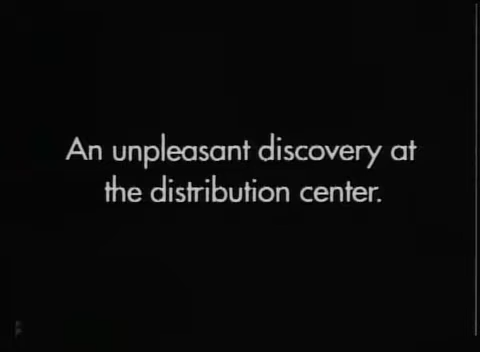 An unpleasant discovery at
the distribution center.